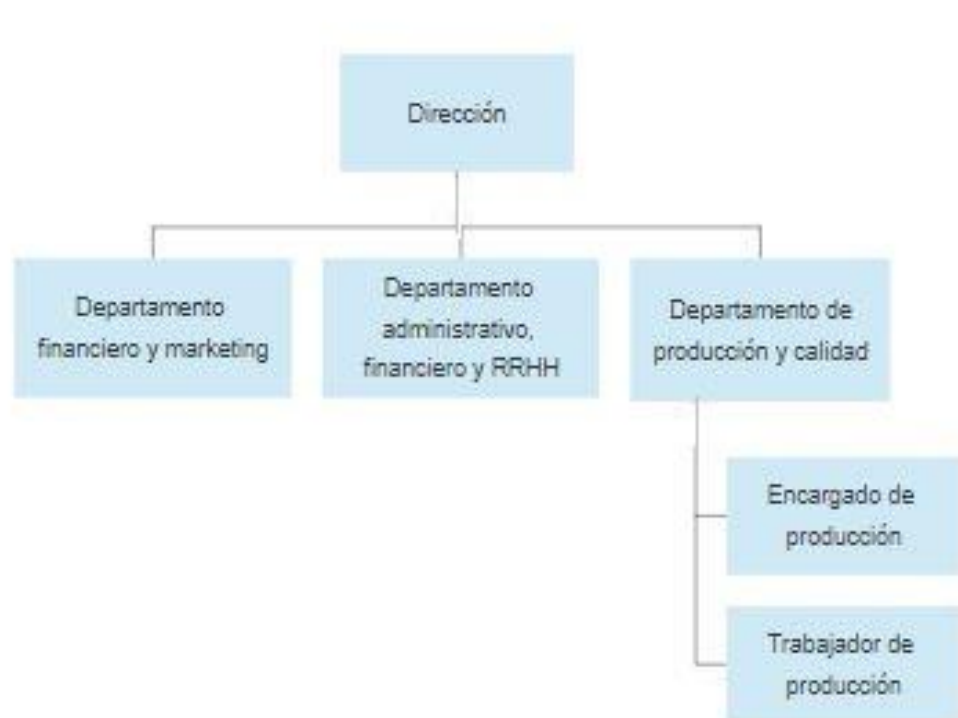 Dirección
Departamento
financiero y marketing
Departamento
administrativo,
financiero y RRHH
Departamento de
producción y calidad
Encargado de
producción
Trabajador de
producción